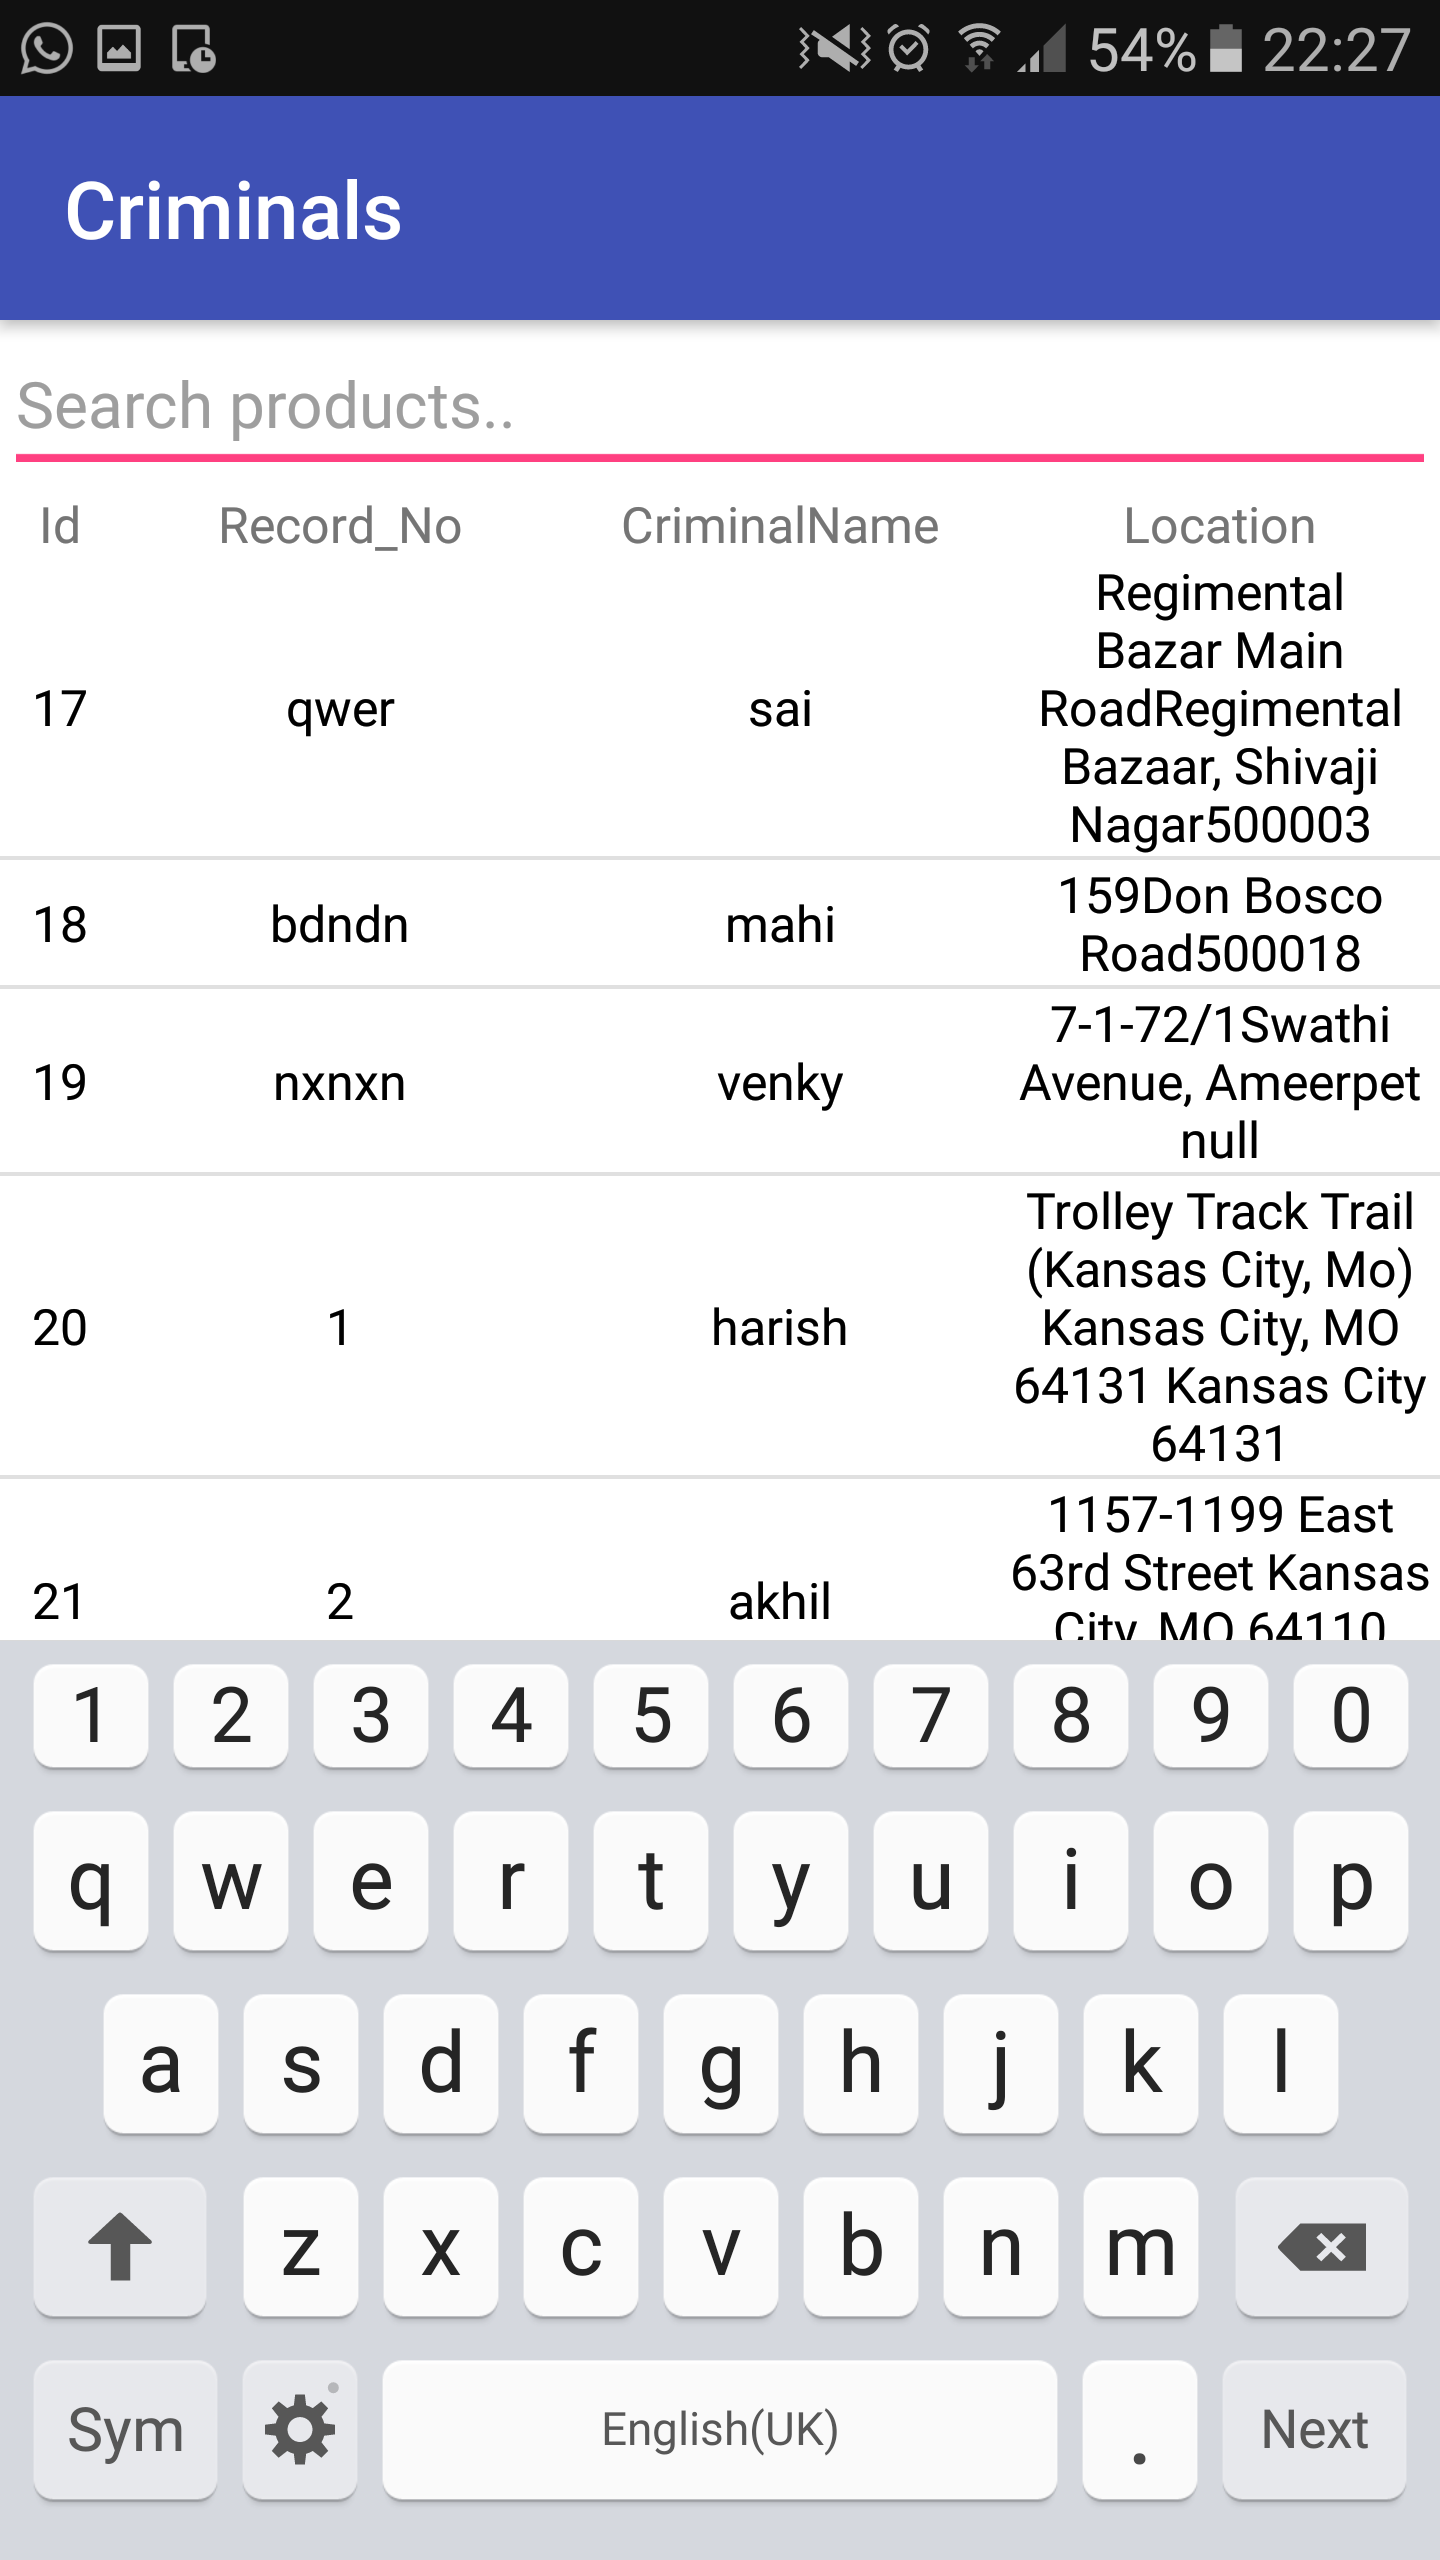 54% 22:27
Criminals
Search products..
Id Record_No CriminalName Location
17 qwer sai Regimental
Bazar Main
RoadRegimental
Bazaar, Shivaji
Nagar500003
18 bdndn mahi 159Don Bosco
Road500018
19 nxnxn venky 7-1-72/1Swathi
Avenue, Ameerpet
null
20 1 harish Trolley Track Trail
(Kansas City, Mo)
Kansas City, MO
64131 Kansas City
64131
21 2 akhil 1157-1199 East
63rd Street Kansas
City, MO 64110
1 2 3 4 5 6 7 8 9 0
q w e r t y u i o p
a s d f g h j k l
z x c v b n m
Sym English(UK) . Next